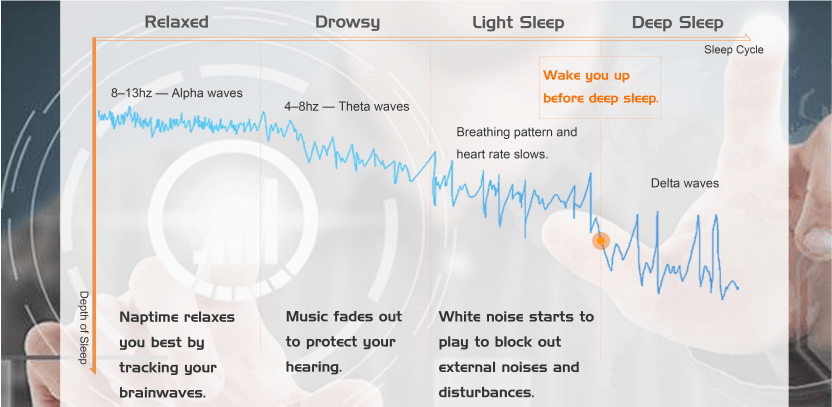 Relaxed
Drowsy
Light Sleep
Deep Sleep
Sleep Cycle
Wake you up
before deep sleep.
8–13hz — Alpha waves
4–8hz — Theta waves
Breathing pattern and
heart rate slows.
Delta waves
Depth of Sleep
Naptime relaxes
you best by
tracking your
brainwaves.
Music fades out
to protect your
hearing.
White noise starts to
play to block out
external noises and
disturbances.